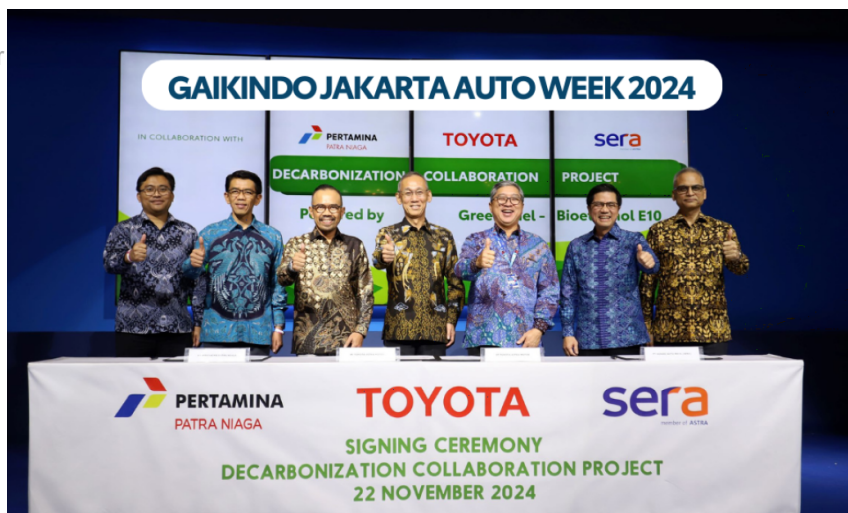 GAIKINDO JAKARTA AUTO WEEK 2024
IN COLLABORATION WITH
PERTAMINA
PATRA NIAGA
TOYOTA
sera
DECARBONIZATION COLLABORATION PROJECT
by Bioethanol E10
PERTAMINA
PATRA NIAGA
TOYOTA
sera
member of ASTRA
SIGNING CEREMONY
DECARBONIZATION COLLABORATION PROJECT
22 NOVEMBER 2024